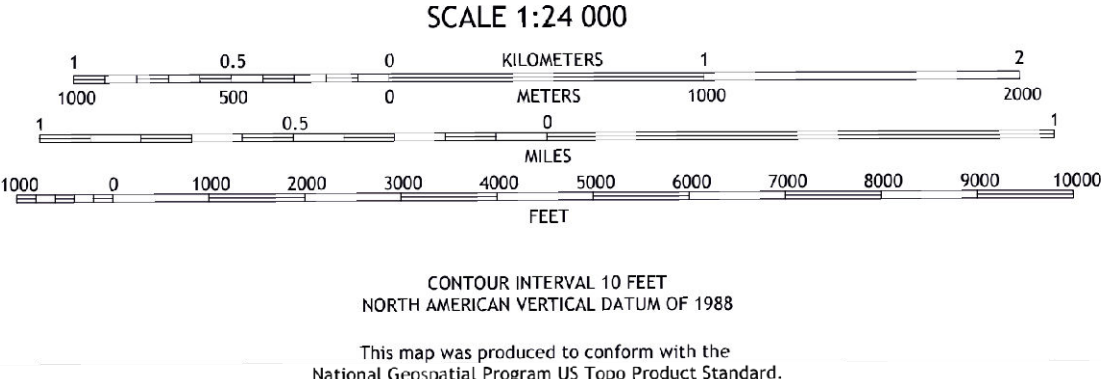 SCALE 1:24 000
1 0.5 0 KILOMETERS 1 2
1000 500 0 METERS 1000 2000
1 0.5 0 1
MILES
1000 0 1000 2000 3000 4000 5000 6000 7000 8000 9000 10000
FEET
CONTOUR INTERVAL 10 FEET
NORTH AMERICAN VERTICAL DATUM OF 1988
This map was produced to conform with the
National Geospatial Program US Topo Product Standard.